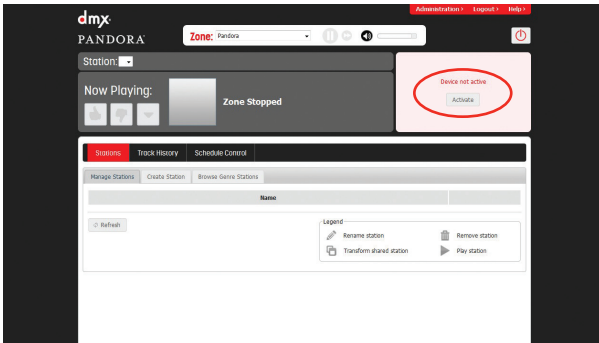 Administration Logout Help
dmx
PANDORA
Zone: Pandora
Station:
Device not active
Activate
Now Playing:
Zone Stopped
Stations Track History Schedule Control
Manage Stations Create Station Browse Genre Stations
Name
Refresh
Legend
Rename station Remove station
Transform shared station Play station